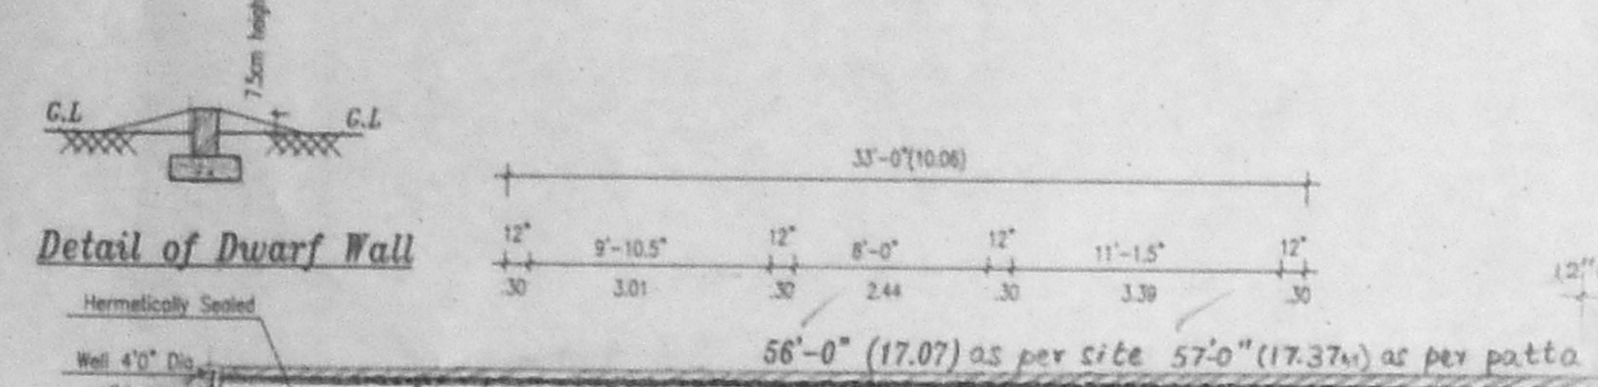 7.5cm
G.L G.L
33'-0"(10.06)
Detail of Dwarf Wall
12" 9'-10.5" 12" 8'-0" 12" 11'-1.5" 12"
.30 3.01 .30 2.44 .30 3.39 .30
12"
Hermetically Sealed
56'-0" (17.07) as per site 57'0" (17.37M) as per patta
Well 4'0" Dia